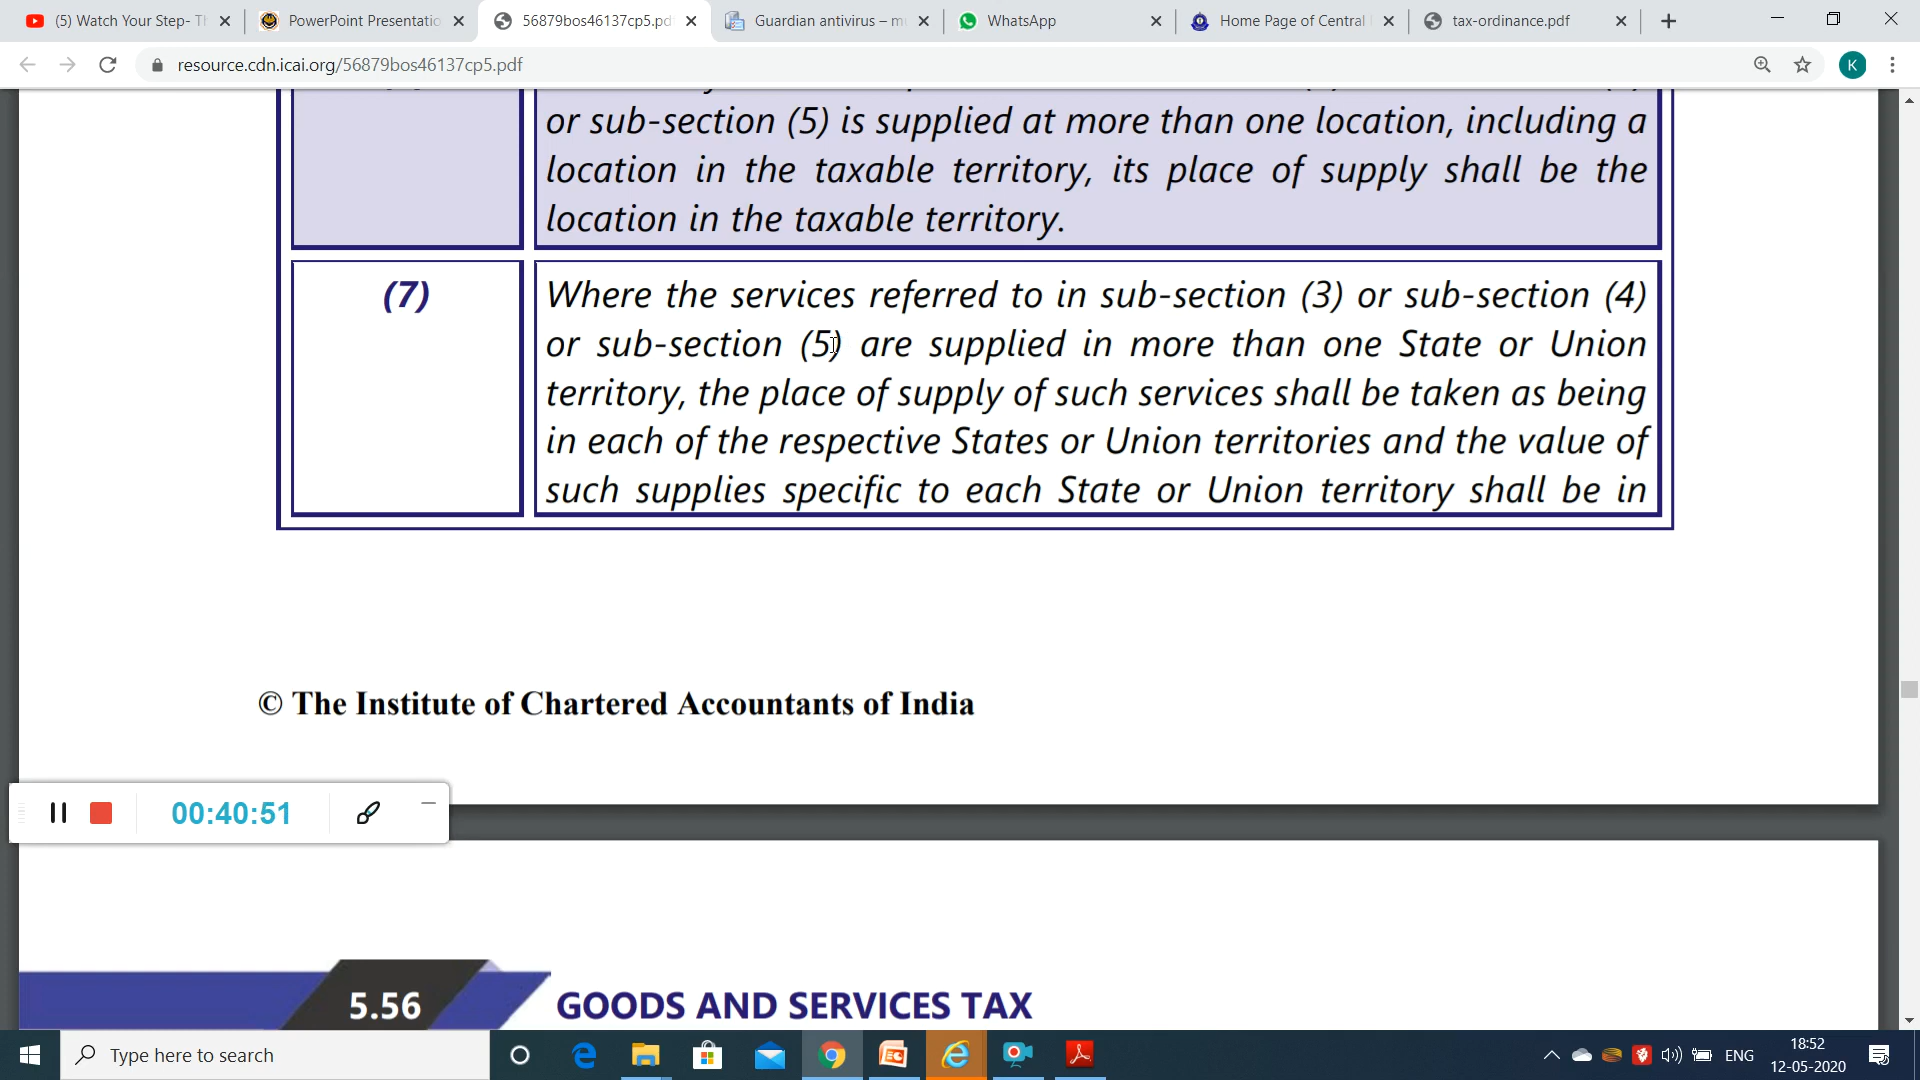 (5) Watch Your Step- T
PowerPoint Presentatio
56879bos46137cp5.pd
Guardian antivirus – m
WhatsApp
Home Page of Central
tax-ordinance.pdf
resource.cdn.icai.org/56879bos46137cp5.pdf
K
or sub-section (5) is supplied at more than one location, including a
location in the taxable territory, its place of supply shall be the
location in the taxable territory.
(7)
Where the services referred to in sub-section (3) or sub-section (4)
or sub-section (5) are supplied in more than one State or Union
territory, the place of supply of such services shall be taken as being
in each of the respective States or Union territories and the value of
such supplies specific to each State or Union territory shall be in
© The Institute of Chartered Accountants of India
00:40:51
5.56
GOODS AND SERVICES TAX
Type here to search
ENG
18:52
12-05-2020